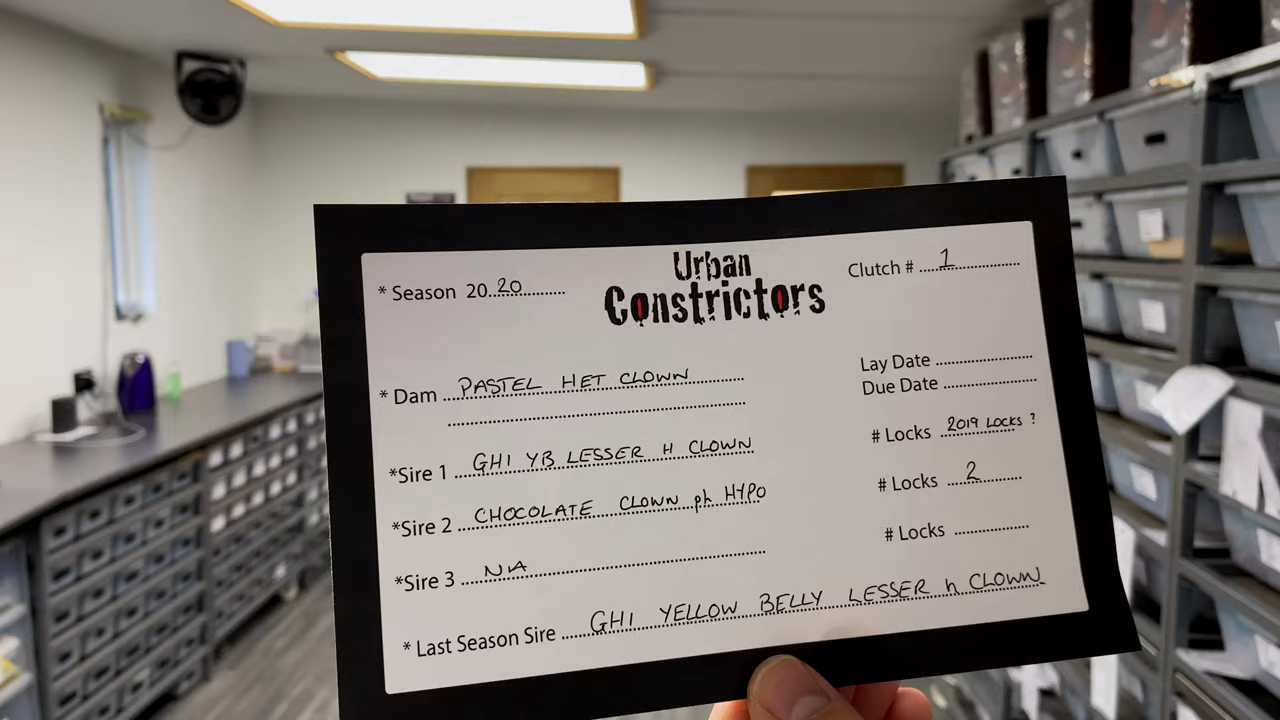 Urban
Constrictors
* Season 20 20
Clutch # 1
* Dam PASTEL HET CLOWN
Lay Date
Due Date
*Sire 1 GHI YB LESSER H CLOWN
# Locks 2019 LOCKS ?
*Sire 2 CHOCOLATE CLOWN ph HYPO
# Locks 2
*Sire 3 NA
# Locks
* Last Season Sire GHI YELLOW BELLY LESSER h CLOWN